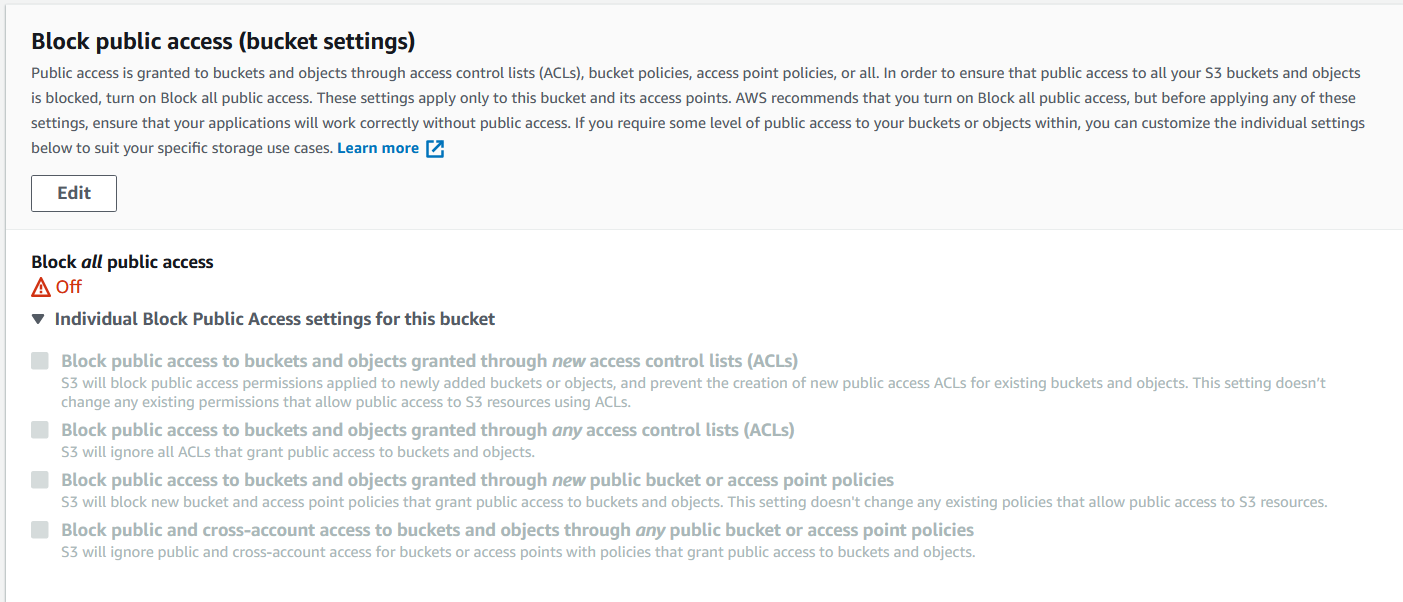 Block public access (bucket settings)
Public access is granted to buckets and objects through access control lists (ACLs), bucket policies, access point policies, or all. In order to ensure that public access to all your S3 buckets and objects
is blocked, turn on Block all public access. These settings apply only to this bucket and its access points. AWS recommends that you turn on Block all public access, but before applying any of these
settings, ensure that your applications will work correctly without public access. If you require some level of public access to your buckets or objects within, you can customize the individual settings
below to suit your specific storage use cases. Learn more
Edit
Block all public access
Off
Individual Block Public Access settings for this bucket
Block public access to buckets and objects granted through new access control lists (ACLs)
S3 will block public access permissions applied to newly added buckets or objects, and prevent the creation of new public access ACLs for existing buckets and objects. This setting doesn’t
change any existing permissions that allow public access to S3 resources using ACLs.
Block public access to buckets and objects granted through any access control lists (ACLs)
S3 will ignore all ACLs that grant public access to buckets and objects.
Block public access to buckets and objects granted through new public bucket or access point policies
S3 will block new bucket and access point policies that grant public access to buckets and objects. This setting doesn't change any existing policies that allow public access to S3 resources.
Block public and cross-account access to buckets and objects through any public bucket or access point policies
S3 will ignore public and cross-account access for buckets or access points with policies that grant public access to buckets and objects.